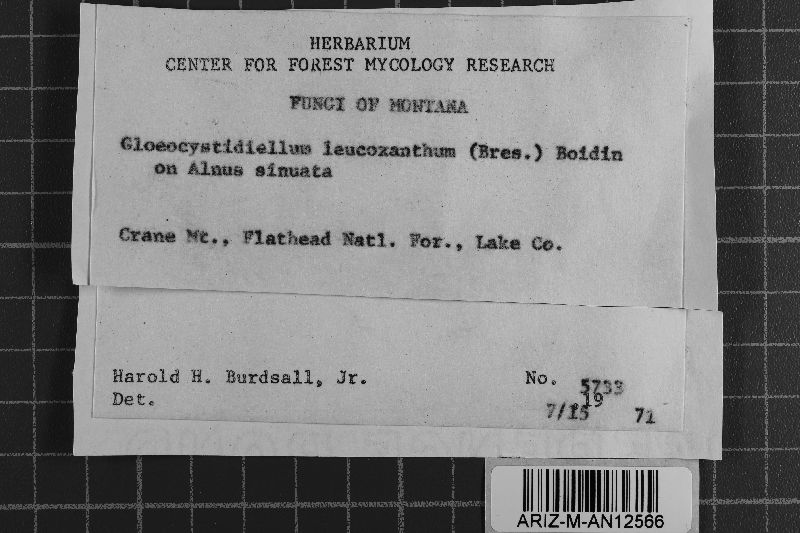 HERBARIUM
CENTER FOR FOREST MYCOLOGY RESEARCH
FUNGI OF MONTANA
Gloeocystidiellum leucoxanthum (Bres.) Boidin
on Alnus sinuata
Crane Mt., Flathead Natl. For., Lake Co.
Harold H. Burdsall, Jr. No. 5733
Det. 7/15 19 71
ARIZ-M-AN12566